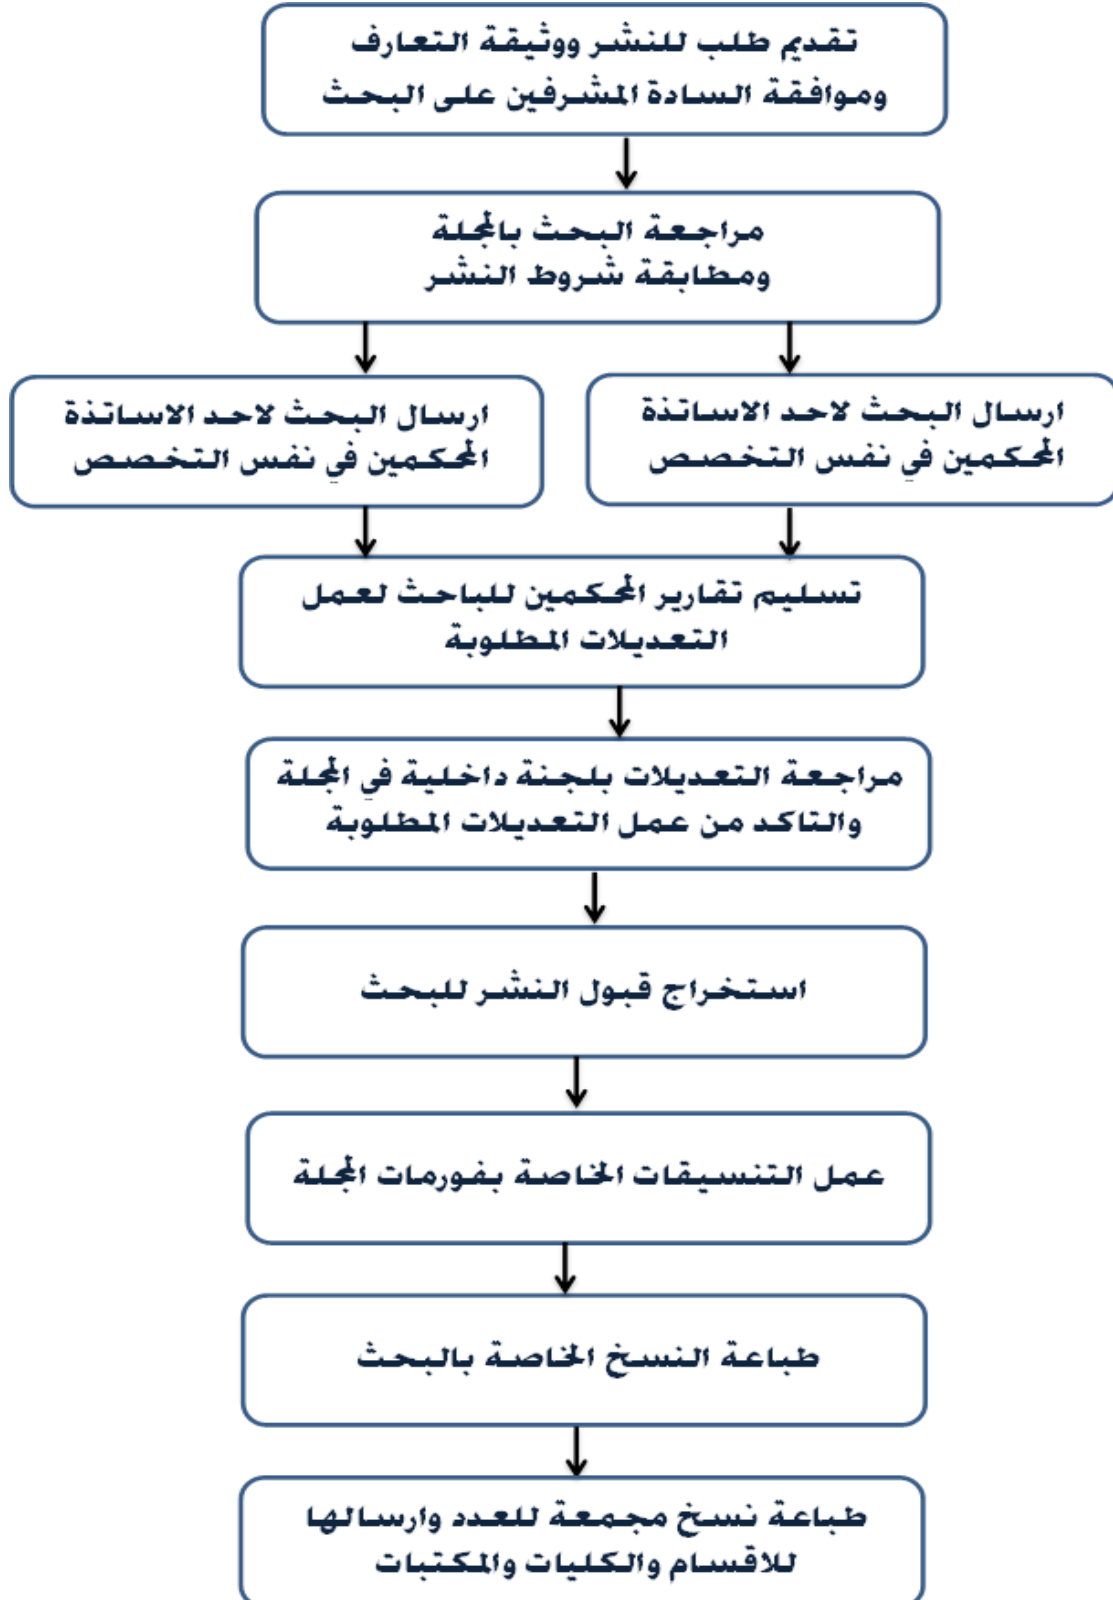 تقديم طلب للنشر ووثيقة التعارف
وموافقة السادة المشرفين على البحث
مراجعة البحث بالمجلة
ومطابقة شروط النشر
ارسال البحث لاحد الاساتذة
المحكمين في نفس التخصص
ارسال البحث لاحد الاساتذة
المحكمين في نفس التخصص
تسليم تقارير المحكمين للباحث لعمل
التعديلات المطلوبة
مراجعة التعديلات بلجنة داخلية في المجلة
والتاكد من عمل التعديلات المطلوبة
استخراج قبول النشر للبحث
عمل التنسيقات الخاصة بفورمات المجلة
طباعة النسخ الخاصة بالبحث
طباعة نسخ مجمعة للعدد وارسالها
للاقسام والكليات والمكتبات